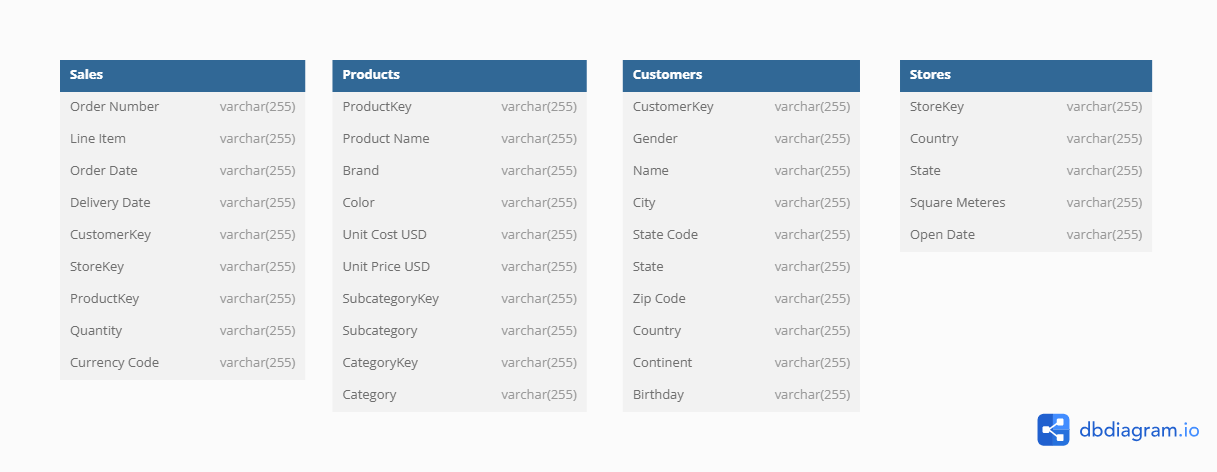 Sales
Order Number varchar(255)
Line Item varchar(255)
Order Date varchar(255)
Delivery Date varchar(255)
CustomerKey varchar(255)
StoreKey varchar(255)
ProductKey varchar(255)
Quantity varchar(255)
Currency Code varchar(255)
Products
ProductKey varchar(255)
Product Name varchar(255)
Brand varchar(255)
Color varchar(255)
Unit Cost USD varchar(255)
Unit Price USD varchar(255)
SubcategoryKey varchar(255)
Subcategory varchar(255)
CategoryKey varchar(255)
Category varchar(255)
Customers
CustomerKey varchar(255)
Gender varchar(255)
Name varchar(255)
City varchar(255)
State Code varchar(255)
State varchar(255)
Zip Code varchar(255)
Country varchar(255)
Continent varchar(255)
Birthday varchar(255)
Stores
StoreKey varchar(255)
Country varchar(255)
State varchar(255)
Square Meteres varchar(255)
Open Date varchar(255)
dbdiagram.io